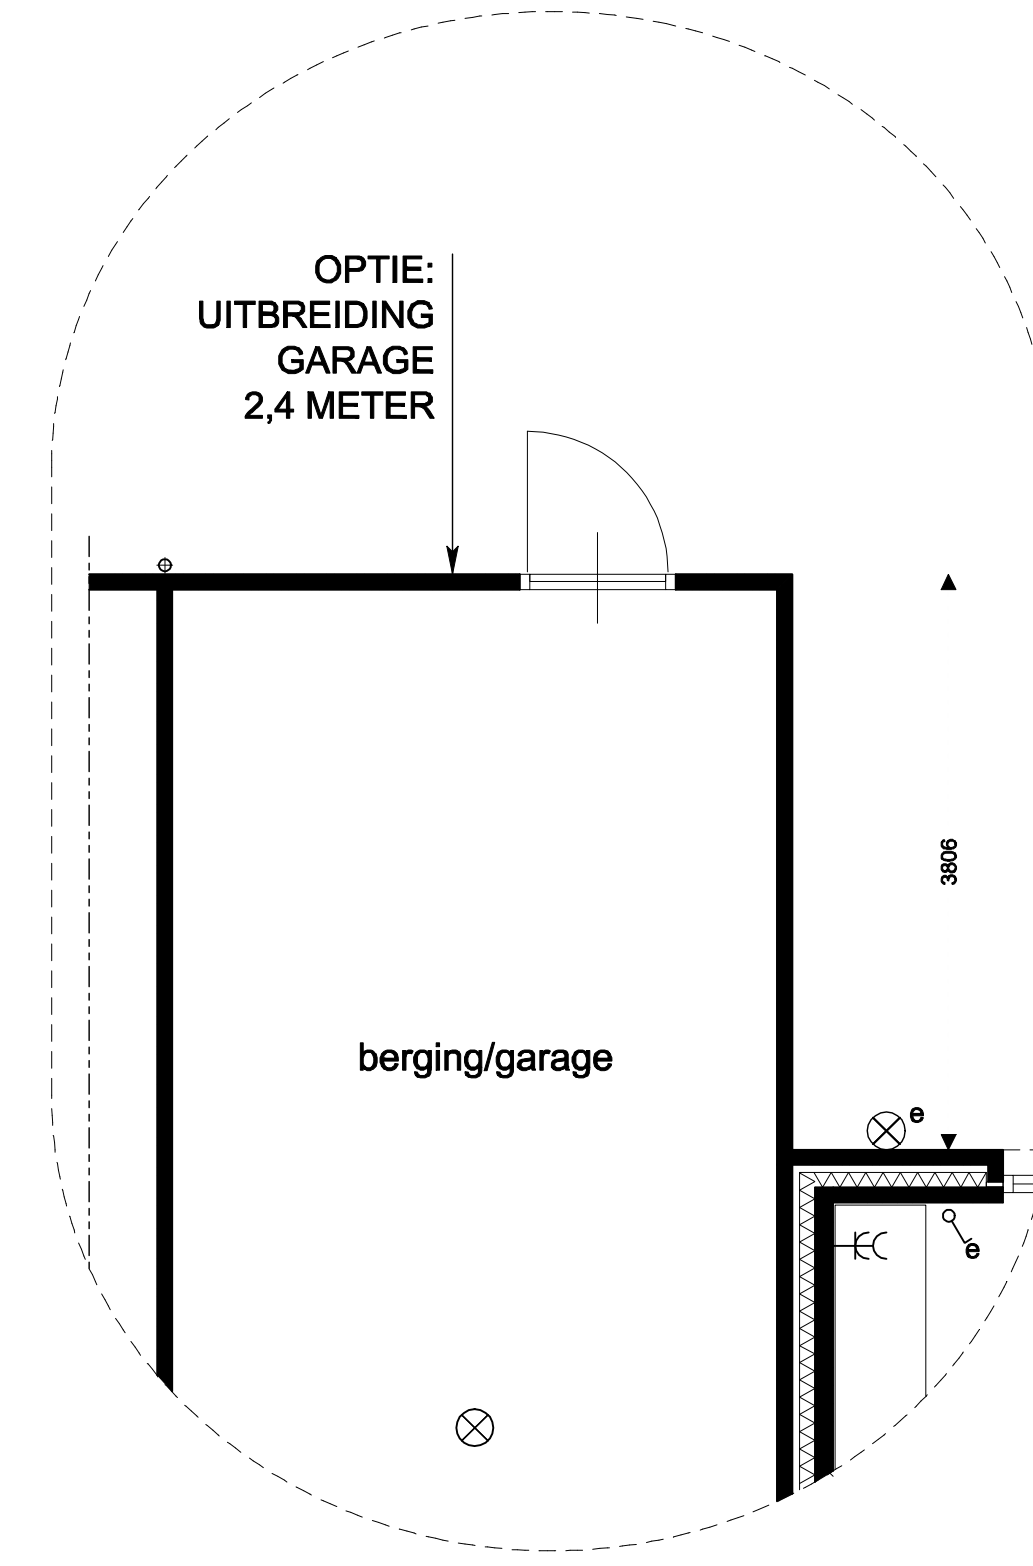 OPTIE:
UITBREIDING
GARAGE
2,4 METER
3806
berging/garage
e
e